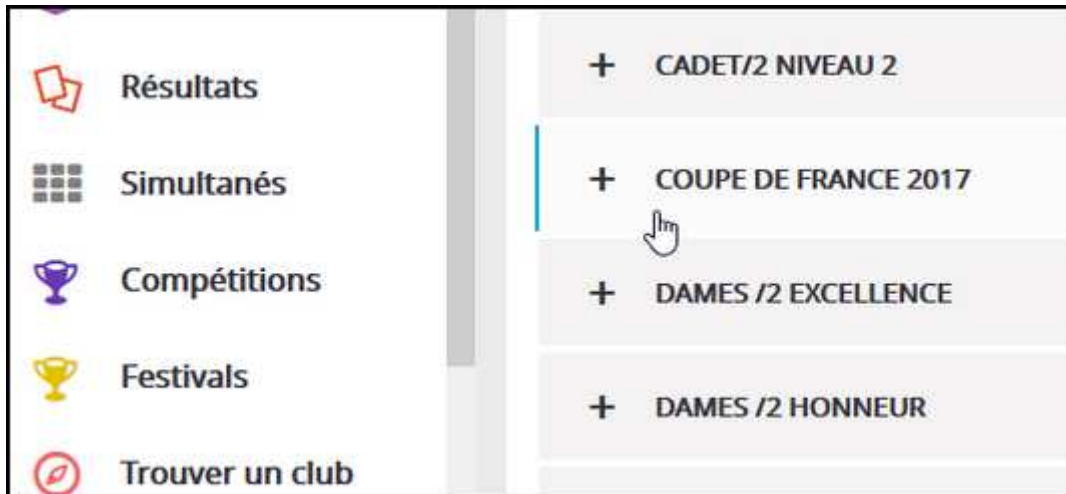 Résultats
Simultanés
Compétitions
Festivals
Trouver un club
+ CADET/2 NIVEAU 2
+ COUPE DE FRANCE 2017
+ DAMES /2 EXCELLENCE
+ DAMES /2 HONNEUR